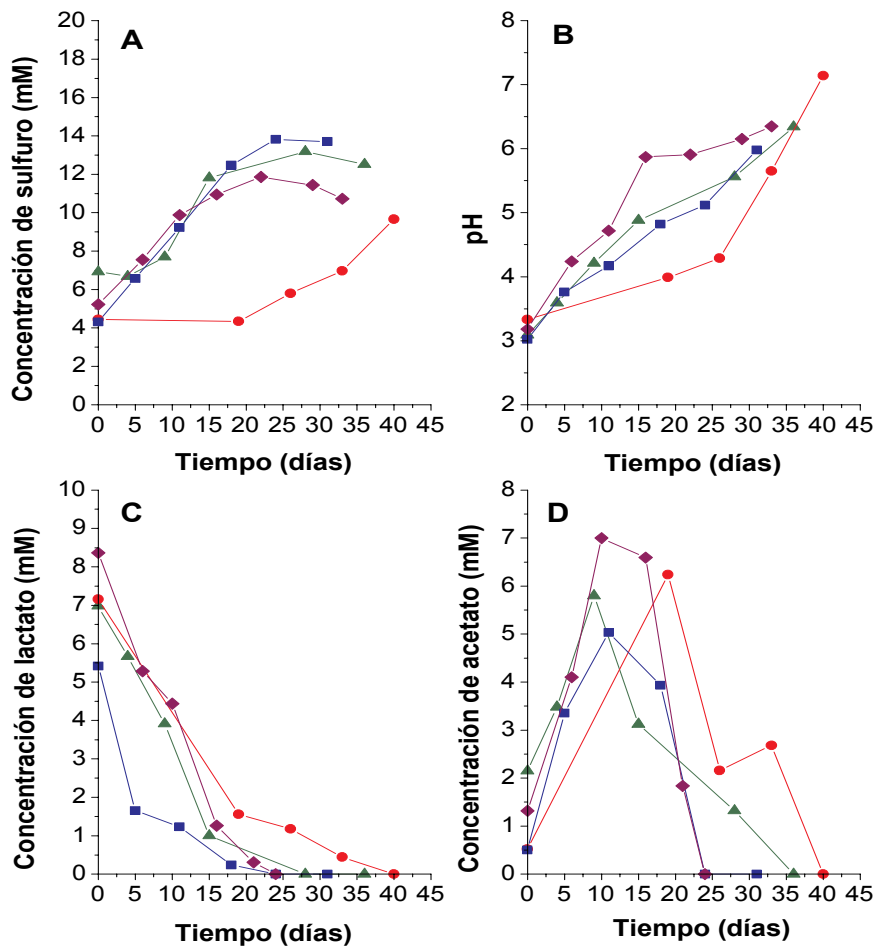 A
Concentración de sulfuro (mM)
20
18
16
14
12
10
8
6
4
2
0
0 5 10 15 20 25 30 35 40 45
Tiempo (días)
B
pH
8
7
6
5
4
3
2
0 5 10 15 20 25 30 35 40 45
Tiempo (días)
C
Concentración de lactato (mM)
10
9
8
7
6
5
4
3
2
1
0
0 5 10 15 20 25 30 35 40 45
Tiempo (días)
D
Concentración de acetato (mM)
8
7
6
5
4
3
2
1
0
0 5 10 15 20 25 30 35 40 45
Tiempo (días)